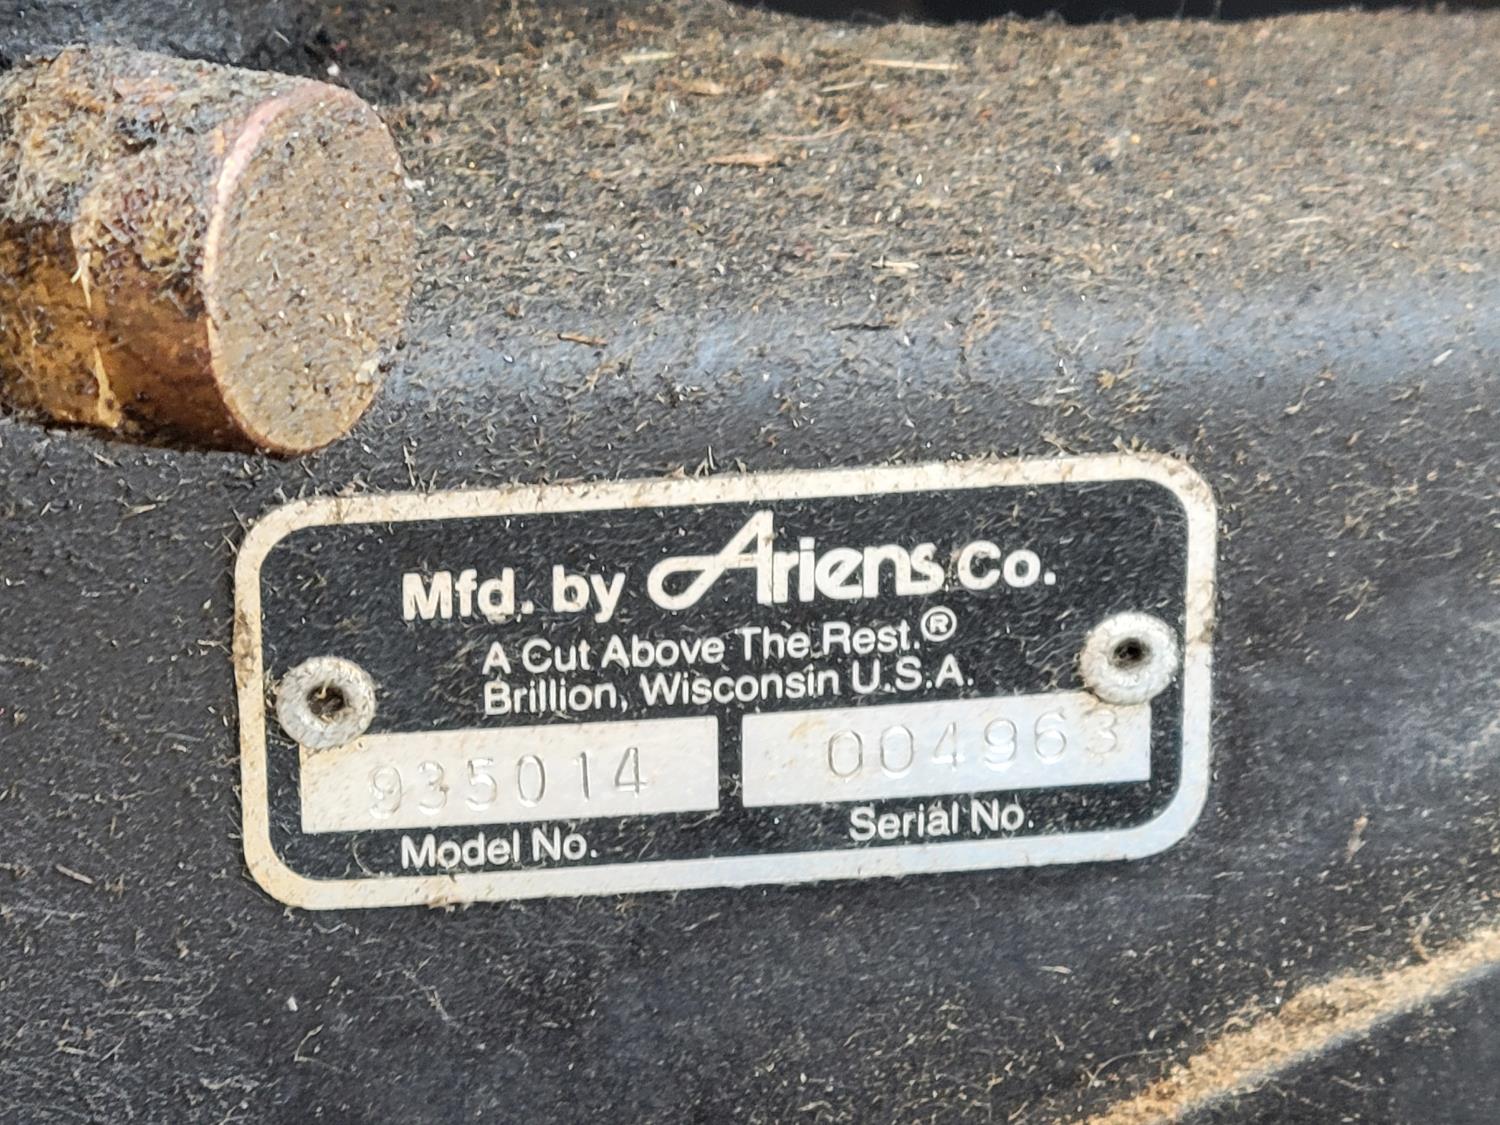 Mfd. by Ariens Co.
A Cut Above The Rest.®
Brillion, Wisconsin U.S.A.
935014 004963
Model No. Serial No.